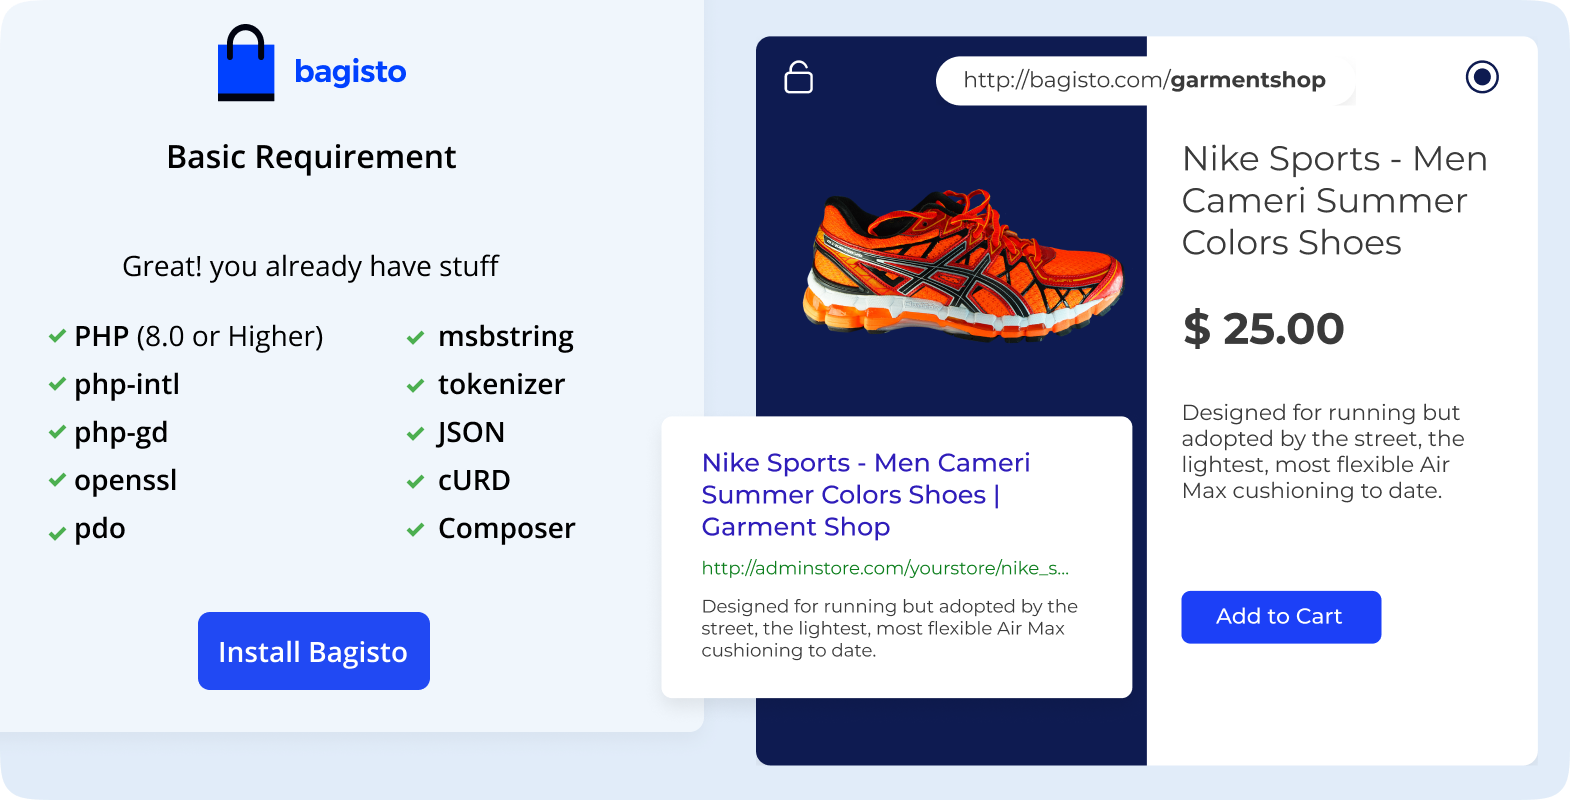 bagisto
Basic Requirement
Great! you already have stuff
PHP (8.0 or Higher)
php-intl
php-gd
openssl
pdo
msbstring
tokenizer
JSON
cURD
Composer
Install Bagisto
http://bagisto.com/garmentshop
Nike Sports - Men
Cameri Summer
Colors Shoes
$ 25.00
Designed for running but
adopted by the street, the
lightest, most flexible Air
Max cushioning to date.
Add to Cart
Nike Sports - Men Cameri
Summer Colors Shoes |
Garment Shop
http://adminstore.com/yourstore/nike_s...
Designed for running but adopted by the
street, the lightest, most flexible Air Max
cushioning to date.